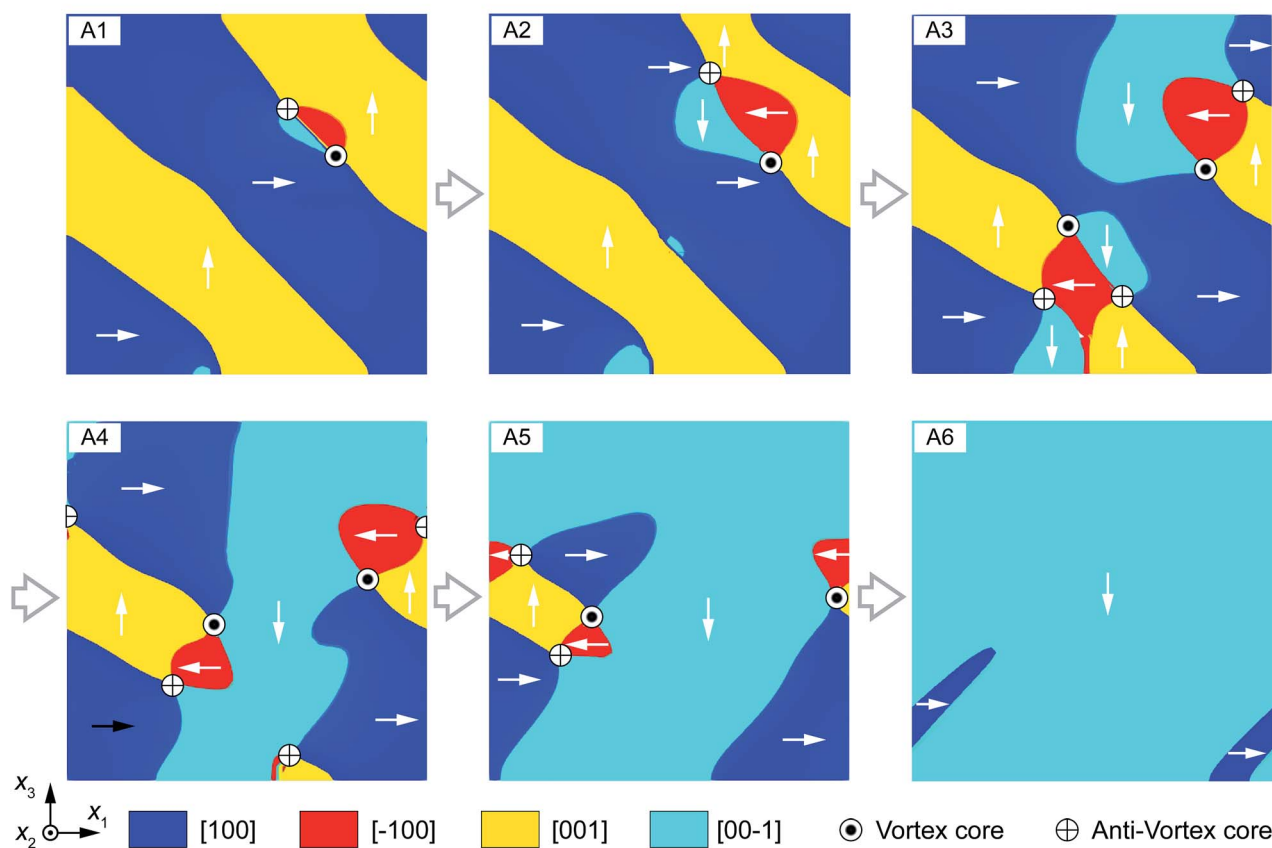 A1
A2
A3
A4
A5
A6
x3
x2
x1
[100]
[-100]
[001]
[00-1]
Vortex core
Anti-Vortex core